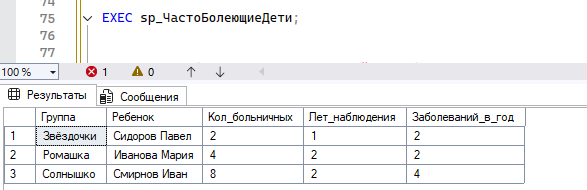 74
75 EXEC sp_ЧастоБолеющиеДети;
76
77
100 % 1 0
Результаты Сообщения
Группа Ребенок Кол_больничных Лет_наблюдения Заболеваний_в_год
1 Звёздочки Сидоров Павел 2 1 2
2 Ромашка Иванова Мария 4 2 2
3 Солнышко Смирнов Иван 8 2 4